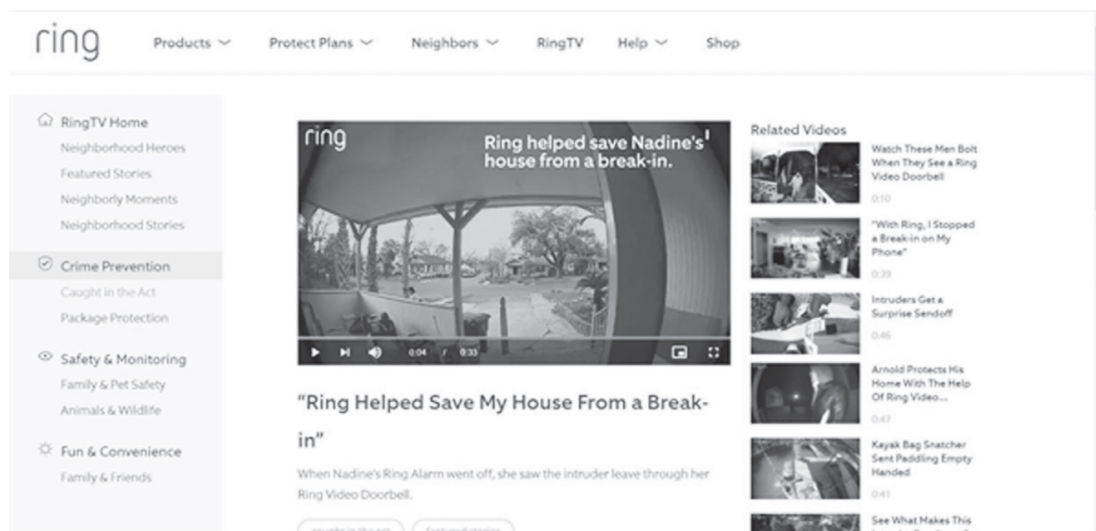 ring
Products
Protect Plans
Neighbors
RingTV
Help
Shop
RingTV Home
Neighborhood Heroes
Featured Stories
Neighborly Moments
Neighborhood Stories
Crime Prevention
Caught in the Act
Package Protection
Safety & Monitoring
Family & Pet Safety
Animals & Wildlife
Fun & Convenience
Family & Friends
ring
Ring helped save Nadine's
house from a break-in.
0:04 / 0:33
"Ring Helped Save My House From a Break-
in"
When Nadine's Ring Alarm went off, she saw the intruder leave through her
Ring Video Doorbell.
caught in the act
featured stories
Related Videos
Watch These Men Bolt
When They See a Ring
Video Doorbell
0:10
"With Ring, I Stopped
a Break-in on My
Phone"
0:39
Intruders Get a
Surprise Sendoff
0:46
Arnold Protects His
Home With The Help
Of Ring Video...
0:47
Kayak Bag Snatcher
Sent Paddling Empty
Handed
0:41
See What Makes This